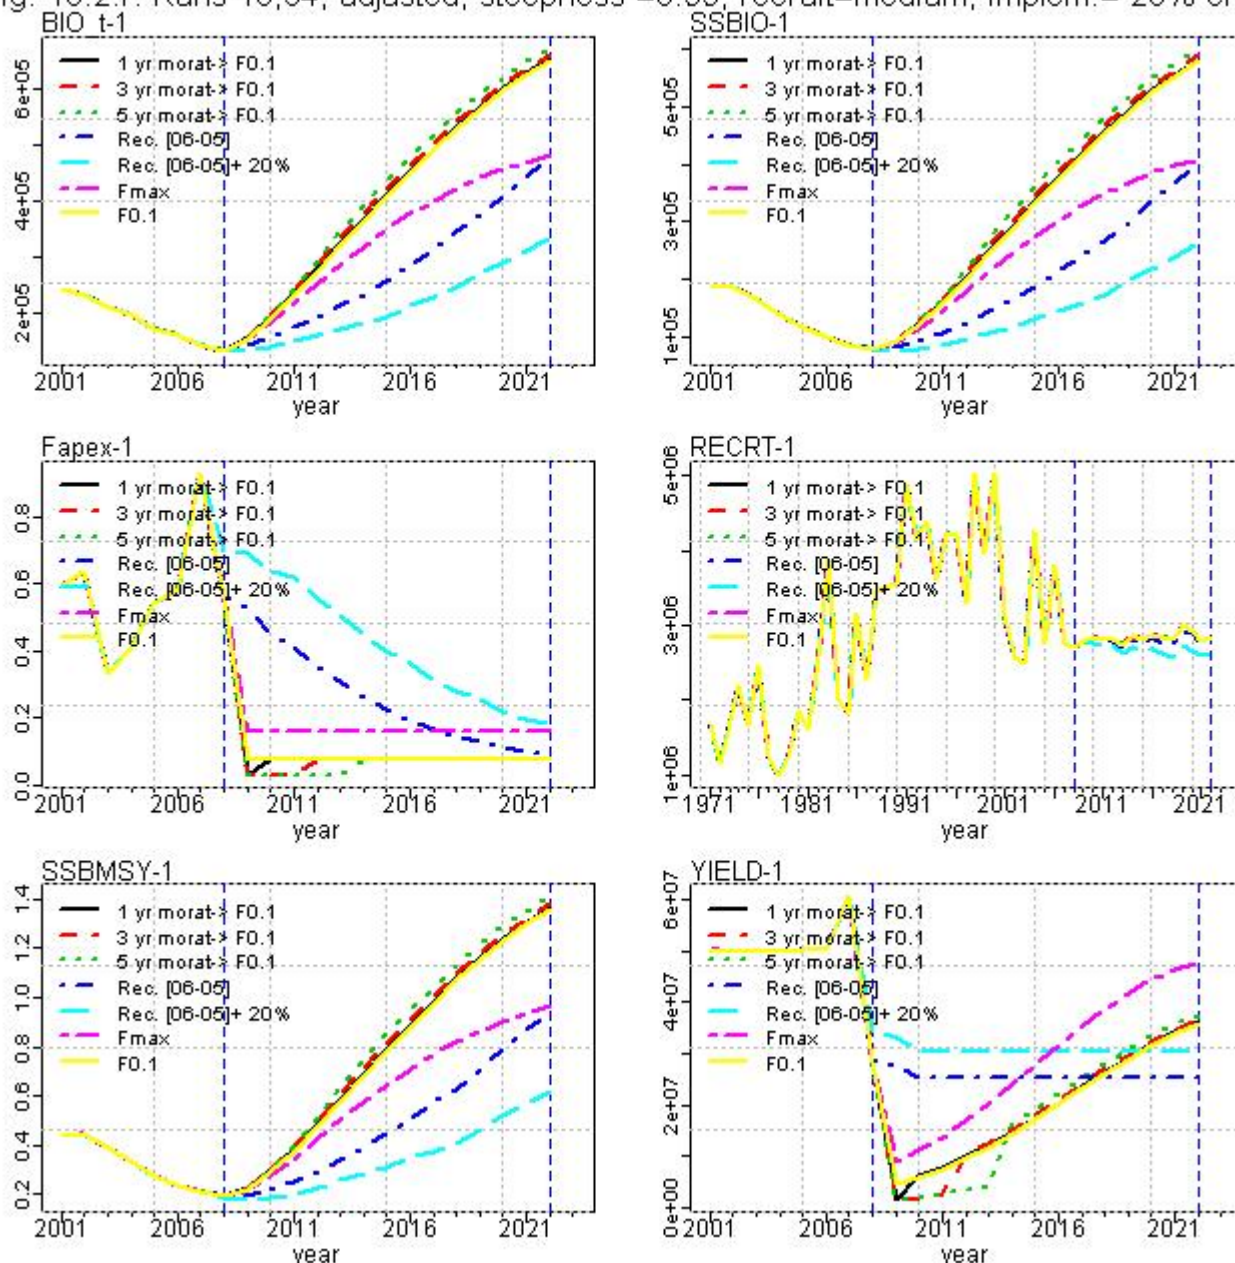 BIO_t-1
1 yr morat-> F0.1
3 yr morat-> F0.1
5 yr morat-> F0.1
Rec. [06-05]
Rec. [06-05]+ 20%
Fmax
F0.1
2e+05 4e+05 6e+05
2001 2006 2011 2016 2021
year
SSBIO-1
1 yr morat-> F0.1
3 yr morat-> F0.1
5 yr morat-> F0.1
Rec. [06-05]
Rec. [06-05]+ 20%
Fmax
F0.1
1e+05 3e+05 5e+05
2001 2006 2011 2016 2021
year
Fapex-1
1 yr morat-> F0.1
3 yr morat-> F0.1
5 yr morat-> F0.1
Rec. [06-05]
Rec. [06-05]+ 20%
Fmax
F0.1
0.0 0.2 0.4 0.6 0.8
2001 2006 2011 2016 2021
year
RECRT-1
1 yr morat-> F0.1
3 yr morat-> F0.1
5 yr morat-> F0.1
Rec. [06-05]
Rec. [06-05]+ 20%
Fmax
F0.1
1e+06 3e+06 5e+06
1971 1981 1991 2001 2011 2021
year
SSBMSY-1
1 yr morat-> F0.1
3 yr morat-> F0.1
5 yr morat-> F0.1
Rec. [06-05]
Rec. [06-05]+ 20%
Fmax
F0.1
0.2 0.4 0.6 0.8 1.0 1.2 1.4
2001 2006 2011 2016 2021
year
YIELD-1
1 yr morat-> F0.1
3 yr morat-> F0.1
5 yr morat-> F0.1
Rec. [06-05]
Rec. [06-05]+ 20%
Fmax
F0.1
0e+00 2e+07 4e+07 6e+07
2001 2006 2011 2016 2021
year